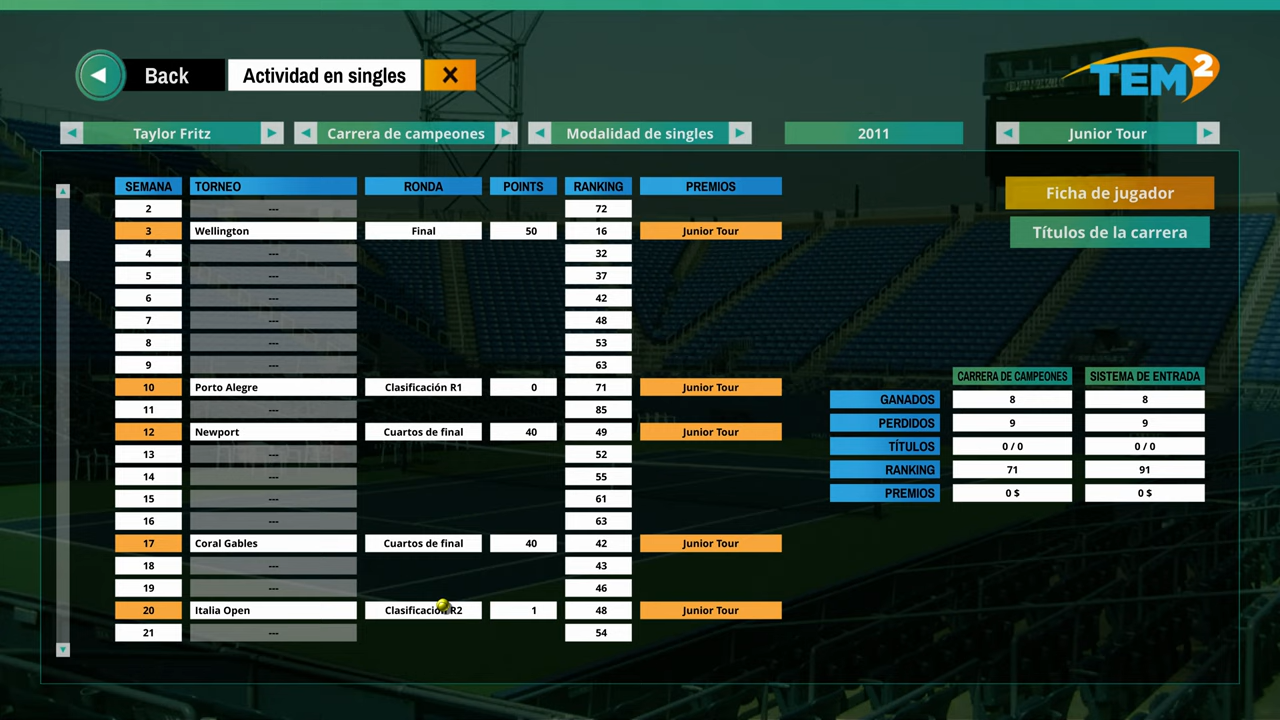 Back Actividad en singles X
TEM2
Taylor Fritz Carrera de campeones Modalidad de singles 2011 Junior Tour
SEMANA TORNEO RONDA POINTS RANKING PREMIOS
2 --- 72
3 Wellington Final 50 16 Junior Tour
4 --- 32
5 --- 37
6 --- 42
7 --- 48
8 --- 53
9 --- 63
10 Porto Alegre Clasificación R1 0 71 Junior Tour
11 --- 85
12 Newport Cuartos de final 40 49 Junior Tour
13 --- 52
14 --- 55
15 --- 61
16 --- 63
17 Coral Gables Cuartos de final 40 42 Junior Tour
18 --- 43
19 --- 46
20 Italia Open Clasificación R2 1 48 Junior Tour
21 --- 54
Ficha de jugador
Títulos de la carrera
CARRERA DE CAMPEONES SISTEMA DE ENTRADA
GANADOS 8 8
PERDIDOS 9 9
TÍTULOS 0 / 0 0 / 0
RANKING 71 91
PREMIOS 0 $ 0 $